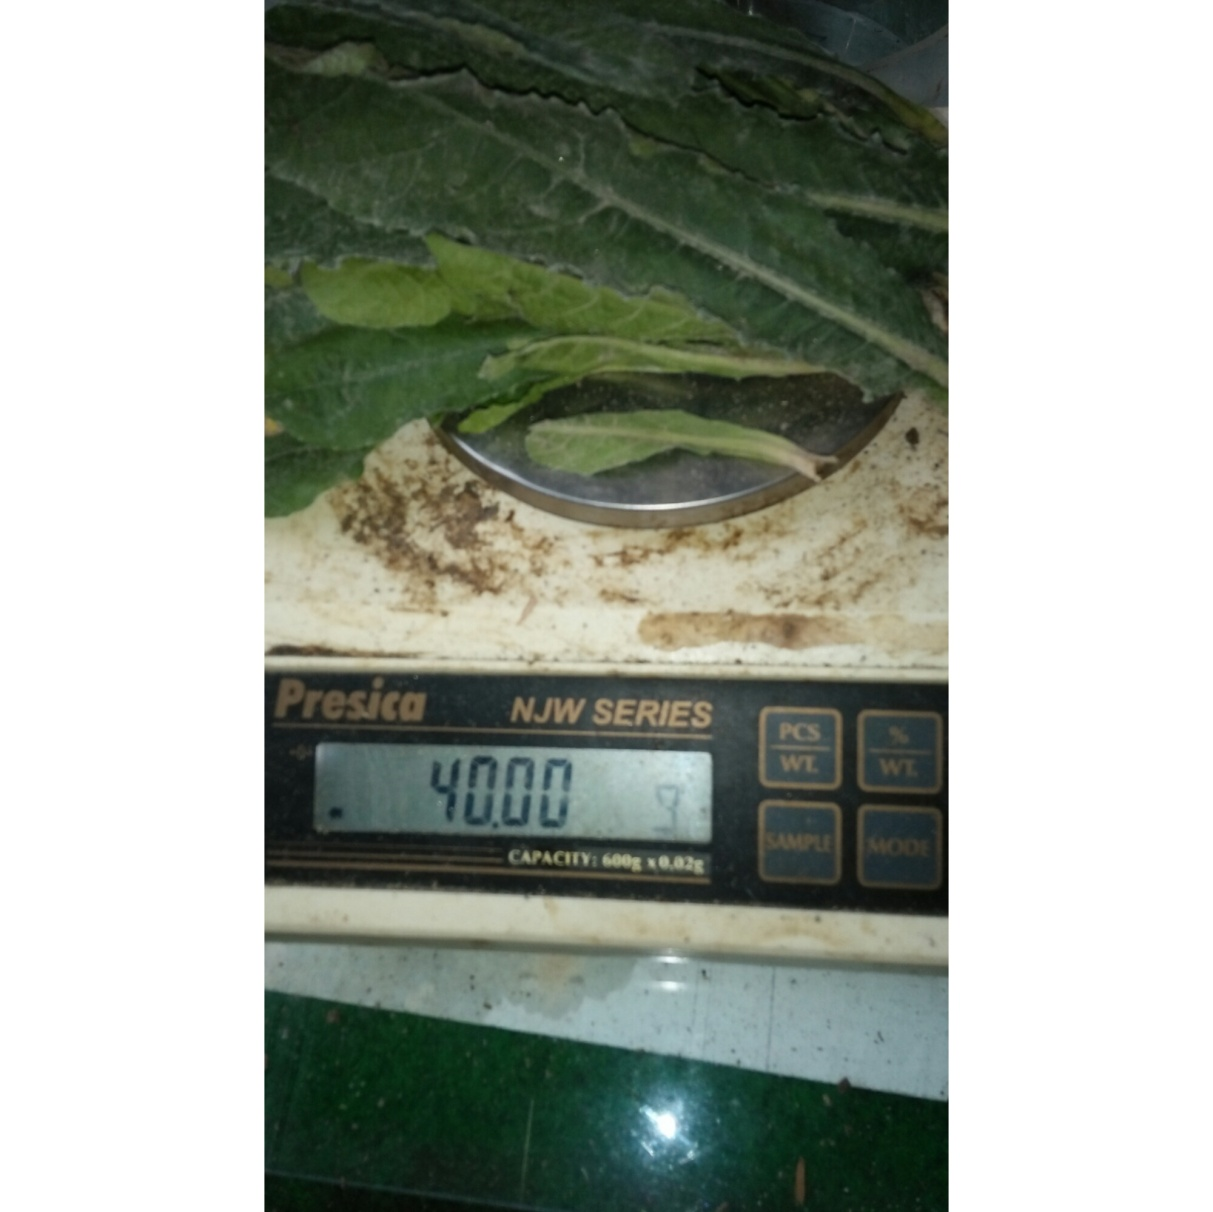 Presica NJW SERIES
PCS
WT.
%
WT.
40.00 g
SAMPLE
MODE
CAPACITY: 600g x 0.02g